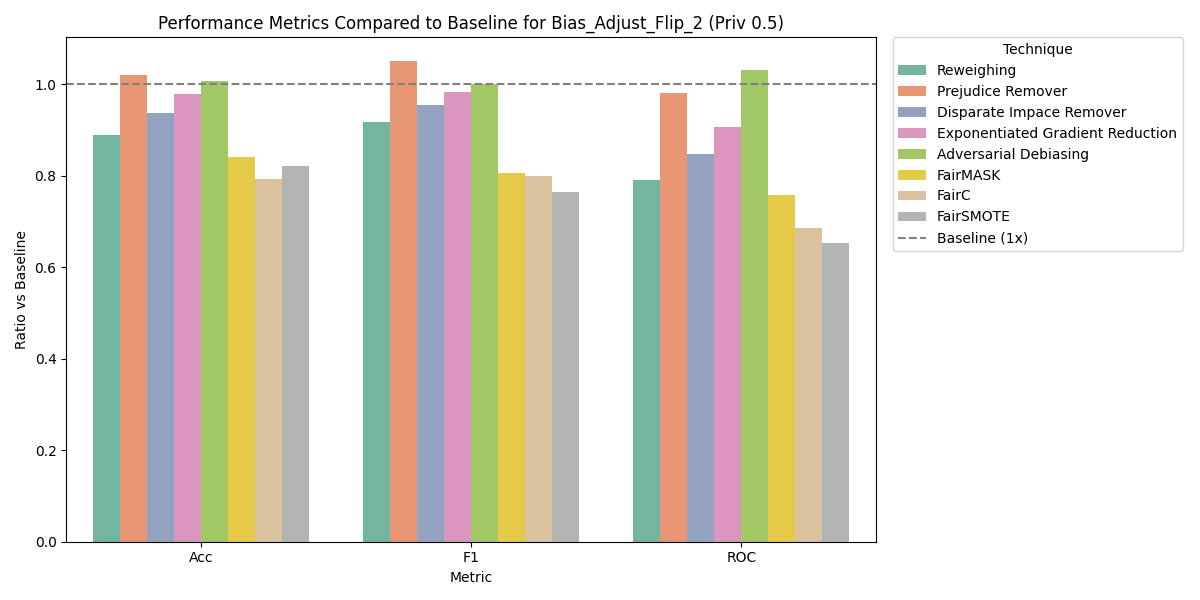 Performance Metrics Compared to Baseline for Bias_Adjust_Flip_2 (Priv 0.5)
Ratio vs Baseline
1.0
0.8
0.6
0.4
0.2
0.0
Acc
F1
ROC
Metric
Technique
Reweighing
Prejudice Remover
Disparate Impace Remover
Exponentiated Gradient Reduction
Adversarial Debiasing
FairMASK
FairC
FairSMOTE
Baseline (1x)